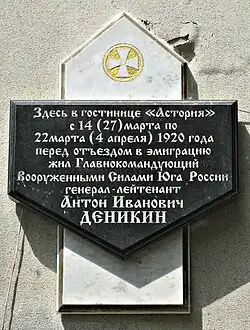 Здесь в гостинице «Астория»
с 14 (27) марта по
22марта (4 апреля) 1920 года
перед отъездом в эмиграцию
жил Главнокомандующий
Вооруженными Силами Юга России
генерал-лейтенант
Антон Иванович
ДЕНИКИН